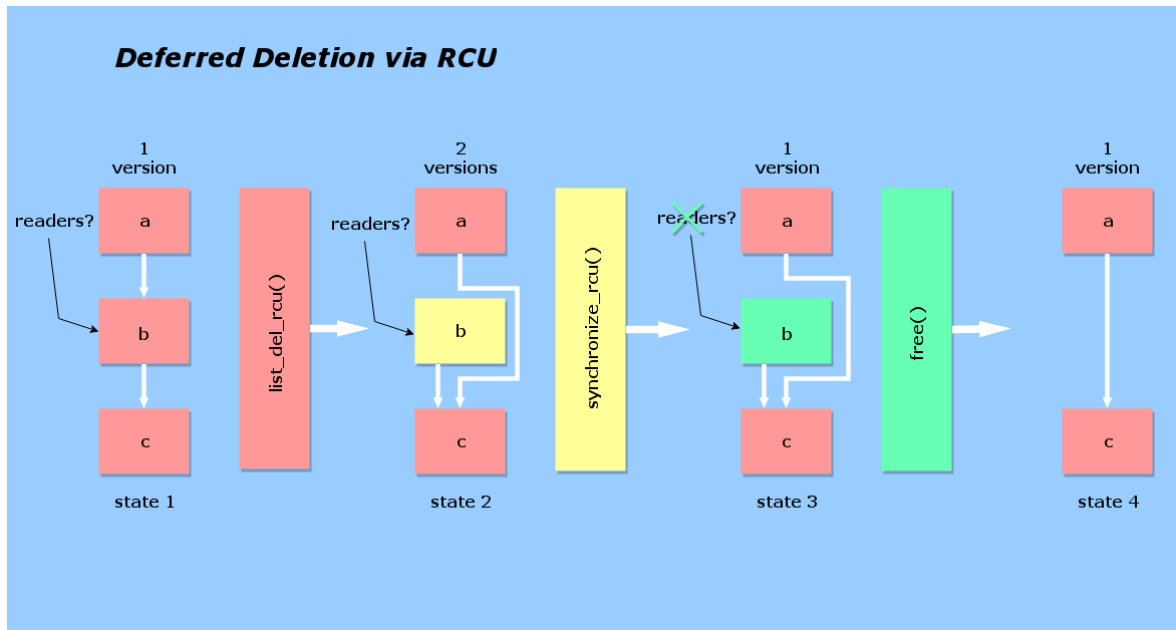 Deferred Deletion via RCU
1
version
2
versions
1
version
1
version
readers?
a
b
c
list_del_rcu()
readers?
a
b
c
synchronize_rcu()
readers?
a
b
c
free()
a
c
state 1
state 2
state 3
state 4